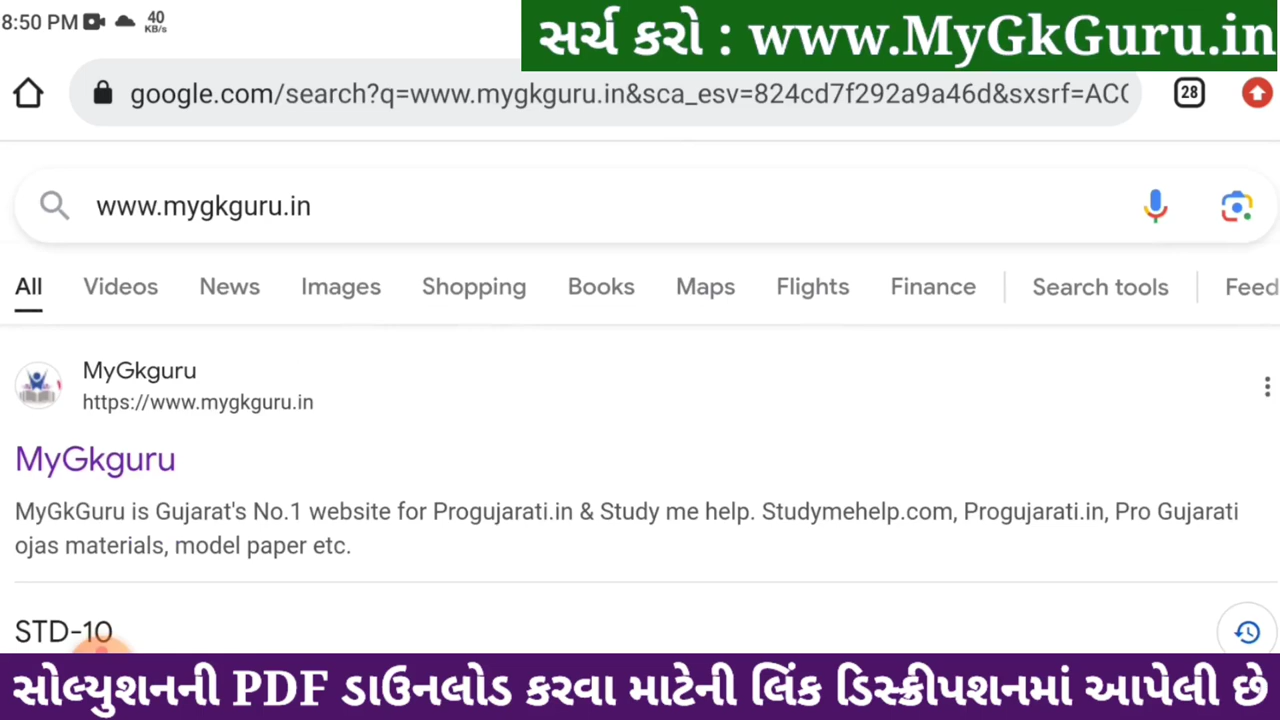 8:50 PM 40 KB/s
સર્ચ કરો : www.MyGkGuru.in
google.com/search?q=www.mygkguru.in&sca_esv=824cd7f292a9a46d&sxsrf=AC
28
www.mygkguru.in
All Videos News Images Shopping Books Maps Flights Finance Search tools Feed
MyGkguru
https://www.mygkguru.in
MyGkguru
MyGkGuru is Gujarat's No.1 website for Progujarati.in & Study me help. Studymehelp.com, Progujarati.in, Pro Gujarati
ojas materials, model paper etc.
STD-10
સોલ્યુશનની PDF ડાઉનલોડ કરવા માટેની લિંક ડિસ્ક્રીપશનમાં આપેલી છે